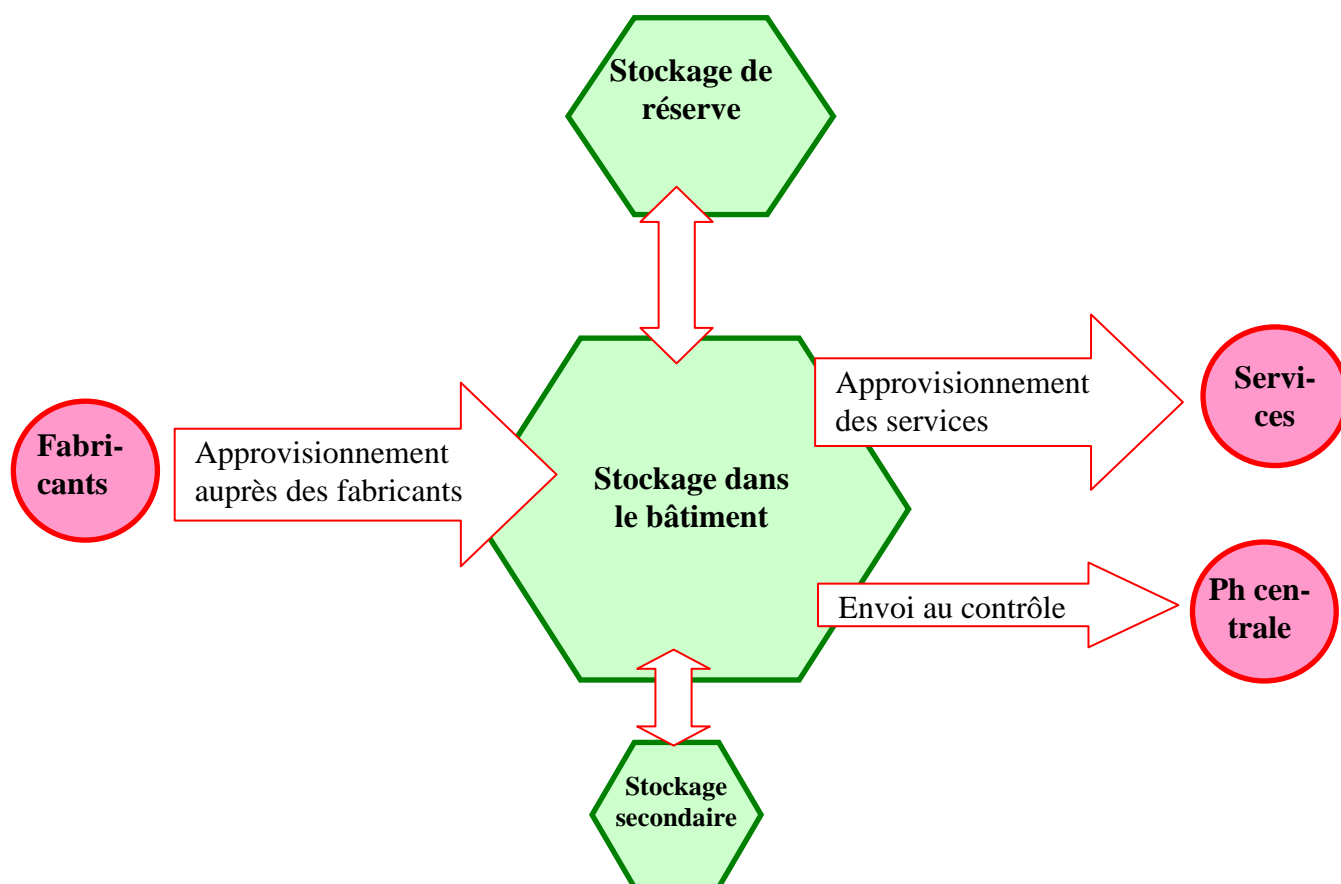 Stockage de
réserve
Fabri-
cants
Approvisionnement
auprès des fabricants
Stockage dans
le bâtiment
Approvisionnement
des services
Servi-
ces
Envoi au contrôle
Ph cen-
trale
Stockage
secondaire